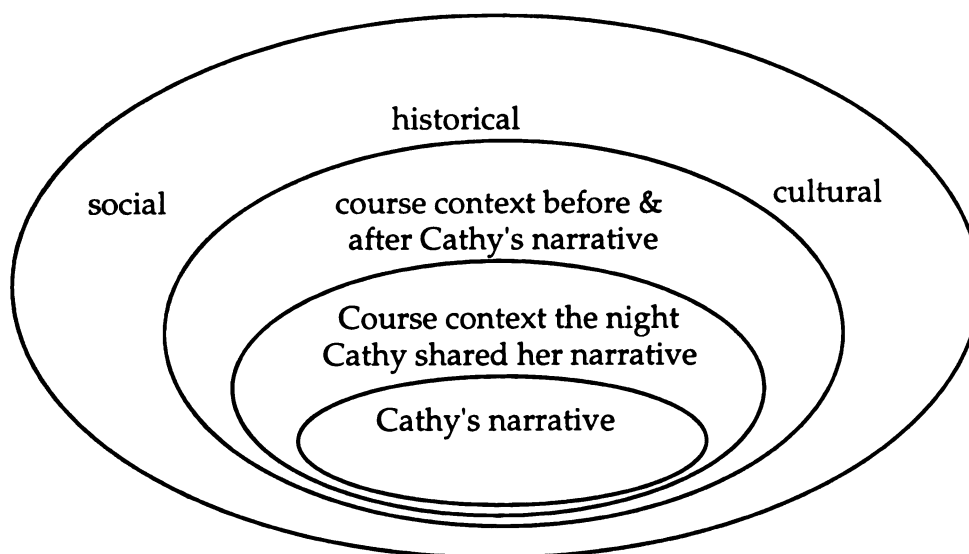 historical
social
cultural
course context before &
after Cathy's narrative
Course context the night
Cathy shared her narrative
Cathy's narrative